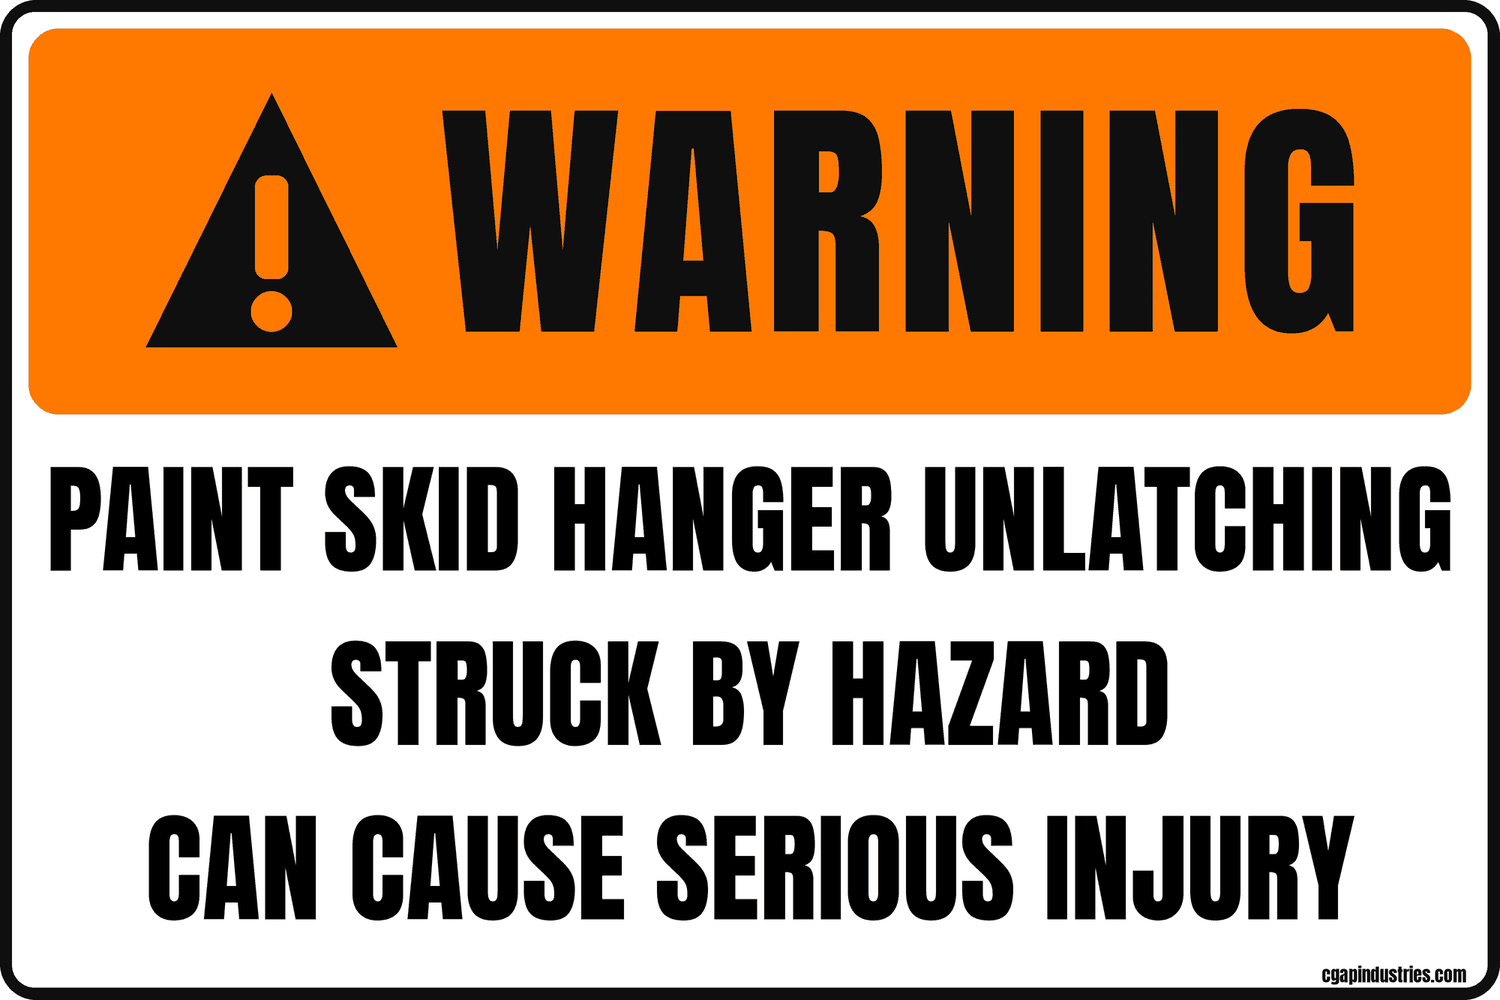 WARNING
PAINT SKID HANGER UNLATCHING
STRUCK BY HAZARD
CAN CAUSE SERIOUS INJURY
cgapindustries.com